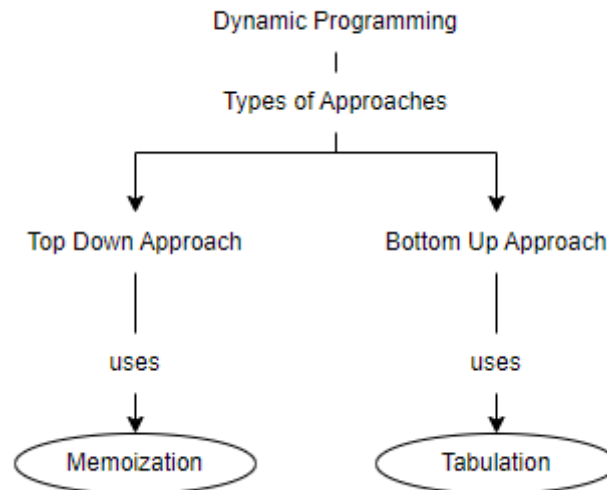 Dynamic Programming
Types of Approaches
Top Down Approach
Bottom Up Approach
uses
uses
Memoization
Tabulation